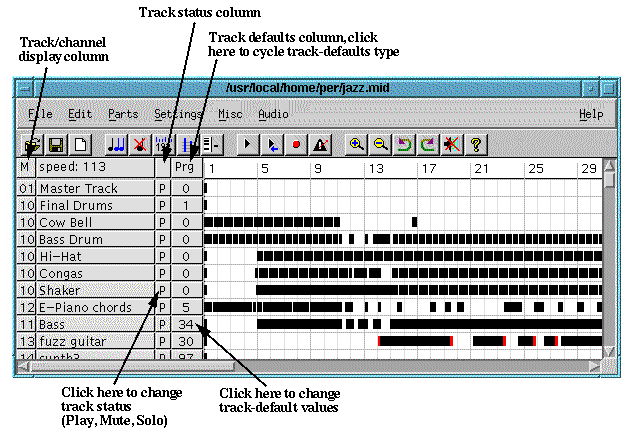 Track status column
Track/channel
display column
Track defaults column, click
here to cycle track-defaults type
/usr/local/home/per/jazz.mid
File Edit Parts Settings Misc Audio Help
M speed: 113 Prg 1 5 9 13 17 21 25 29
01 Master Track P 0
10 Final Drums P 1
10 Cow Bell P 0
10 Bass Drum P 0
10 Hi-Hat P 0
10 Congas P 0
10 Shaker P 0
12 E-Piano chords P 5
11 Bass P 34
13 fuzz guitar P 30
14 synth3 P 97
Click here to change
track status
(Play, Mute, Solo)
Click here to change
track-default values